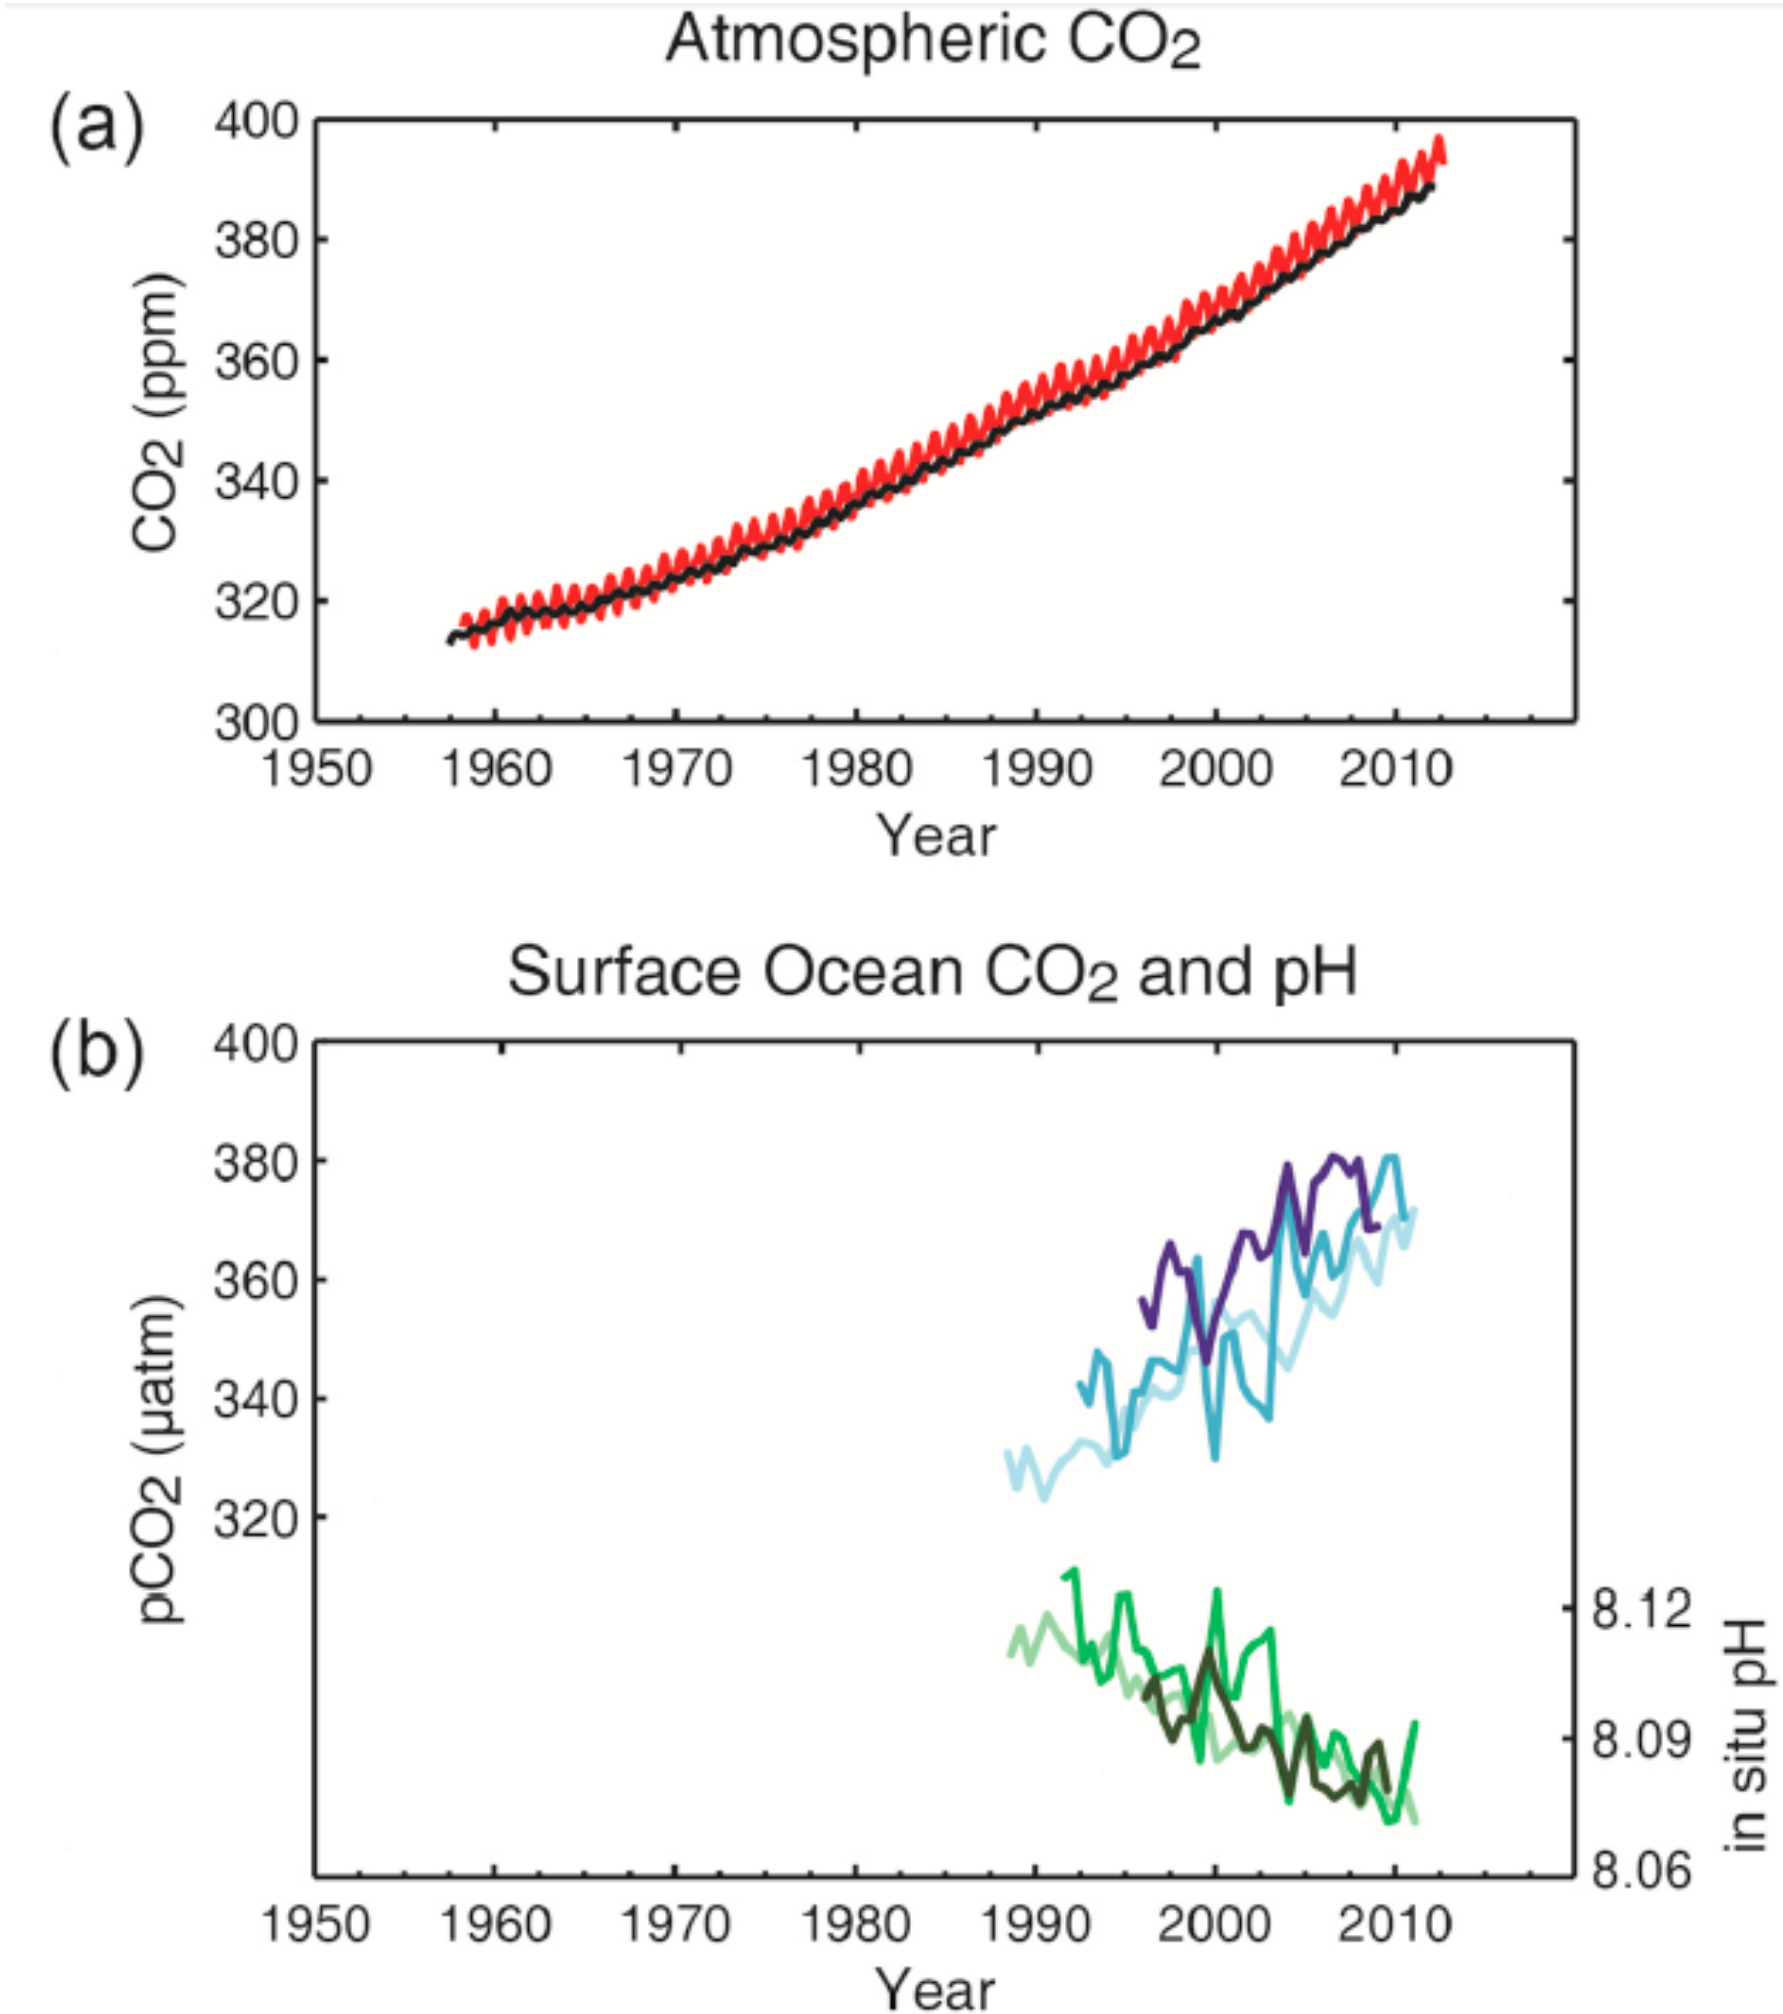 Atmospheric CO2
(a)
400
380
360
340
320
300
CO2 (ppm)
1950 1960 1970 1980 1990 2000 2010
Year
Surface Ocean CO2 and pH
(b)
400
380
360
340
320
pCO2 (µatm)
8.12
8.09
8.06
in situ pH
1950 1960 1970 1980 1990 2000 2010
Year